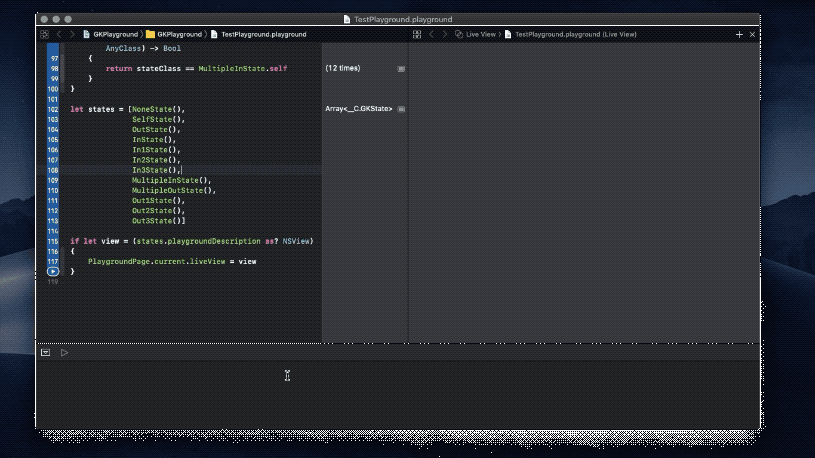 TestPlayground.playground
GKPlayground GKPlayground TestPlayground.playground
Live View TestPlayground.playground (Live View)
AnyClass) -> Bool
97 {
98 return stateClass == MultipleInState.self (12 times)
99 }
100 }
101
102 let states = [NoneState(), Array<__C.GKState>
103 SelfState(),
104 OutState(),
105 InState(),
106 In1State(),
107 In2State(),
108 In3State(),
109 MultipleInState(),
110 MultipleOutState(),
111 Out1State(),
112 Out2State(),
113 Out3State()]
114
115 if let view = (states.playgroundDescription as? NSView)
116 {
117 PlaygroundPage.current.liveView = view
}
119